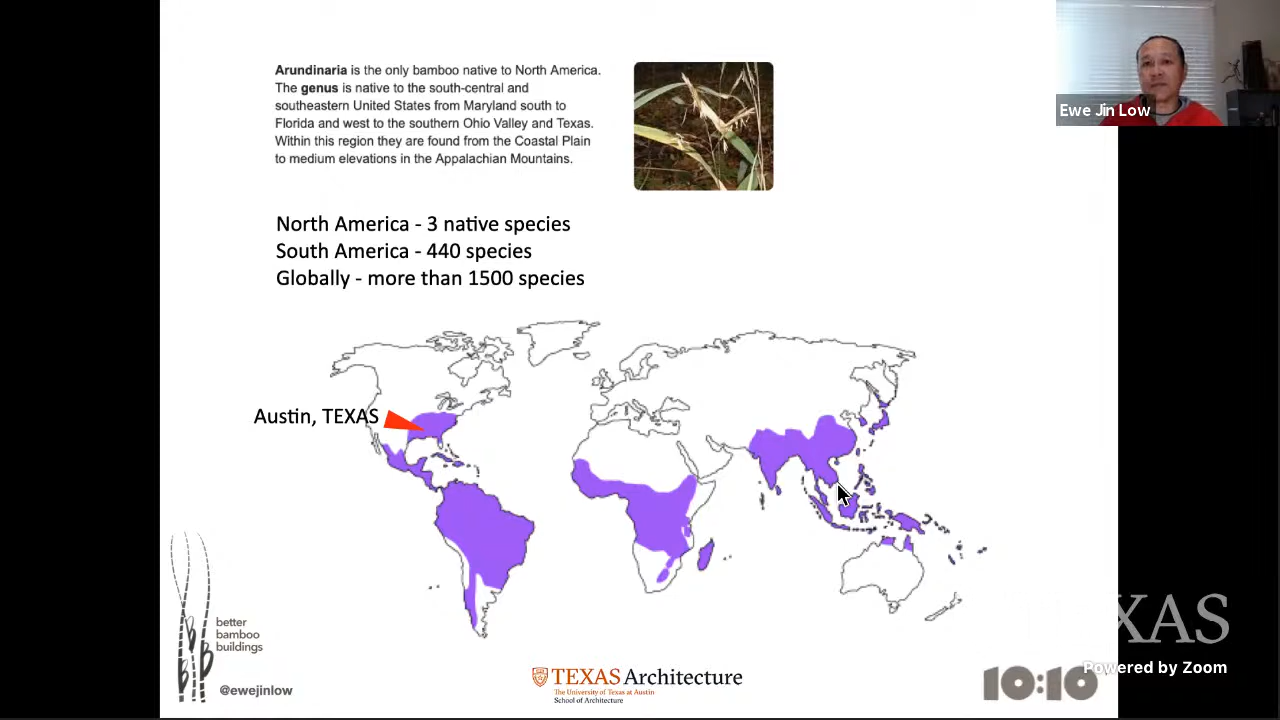 Arundinaria is the only bamboo native to North America.
The genus is native to the south-central and
southeastern United States from Maryland south to
Florida and west to the southern Ohio Valley and Texas.
Within this region they are found from the Coastal Plain
to medium elevations in the Appalachian Mountains.
Ewe Jin Low
North America - 3 native species
South America - 440 species
Globally - more than 1500 species
Austin, TEXAS
better
bamboo
buildings
@ewejinlow
TEXAS Architecture
The University of Texas at Austin
School of Architecture
10:10
XAS
Powered by Zoom